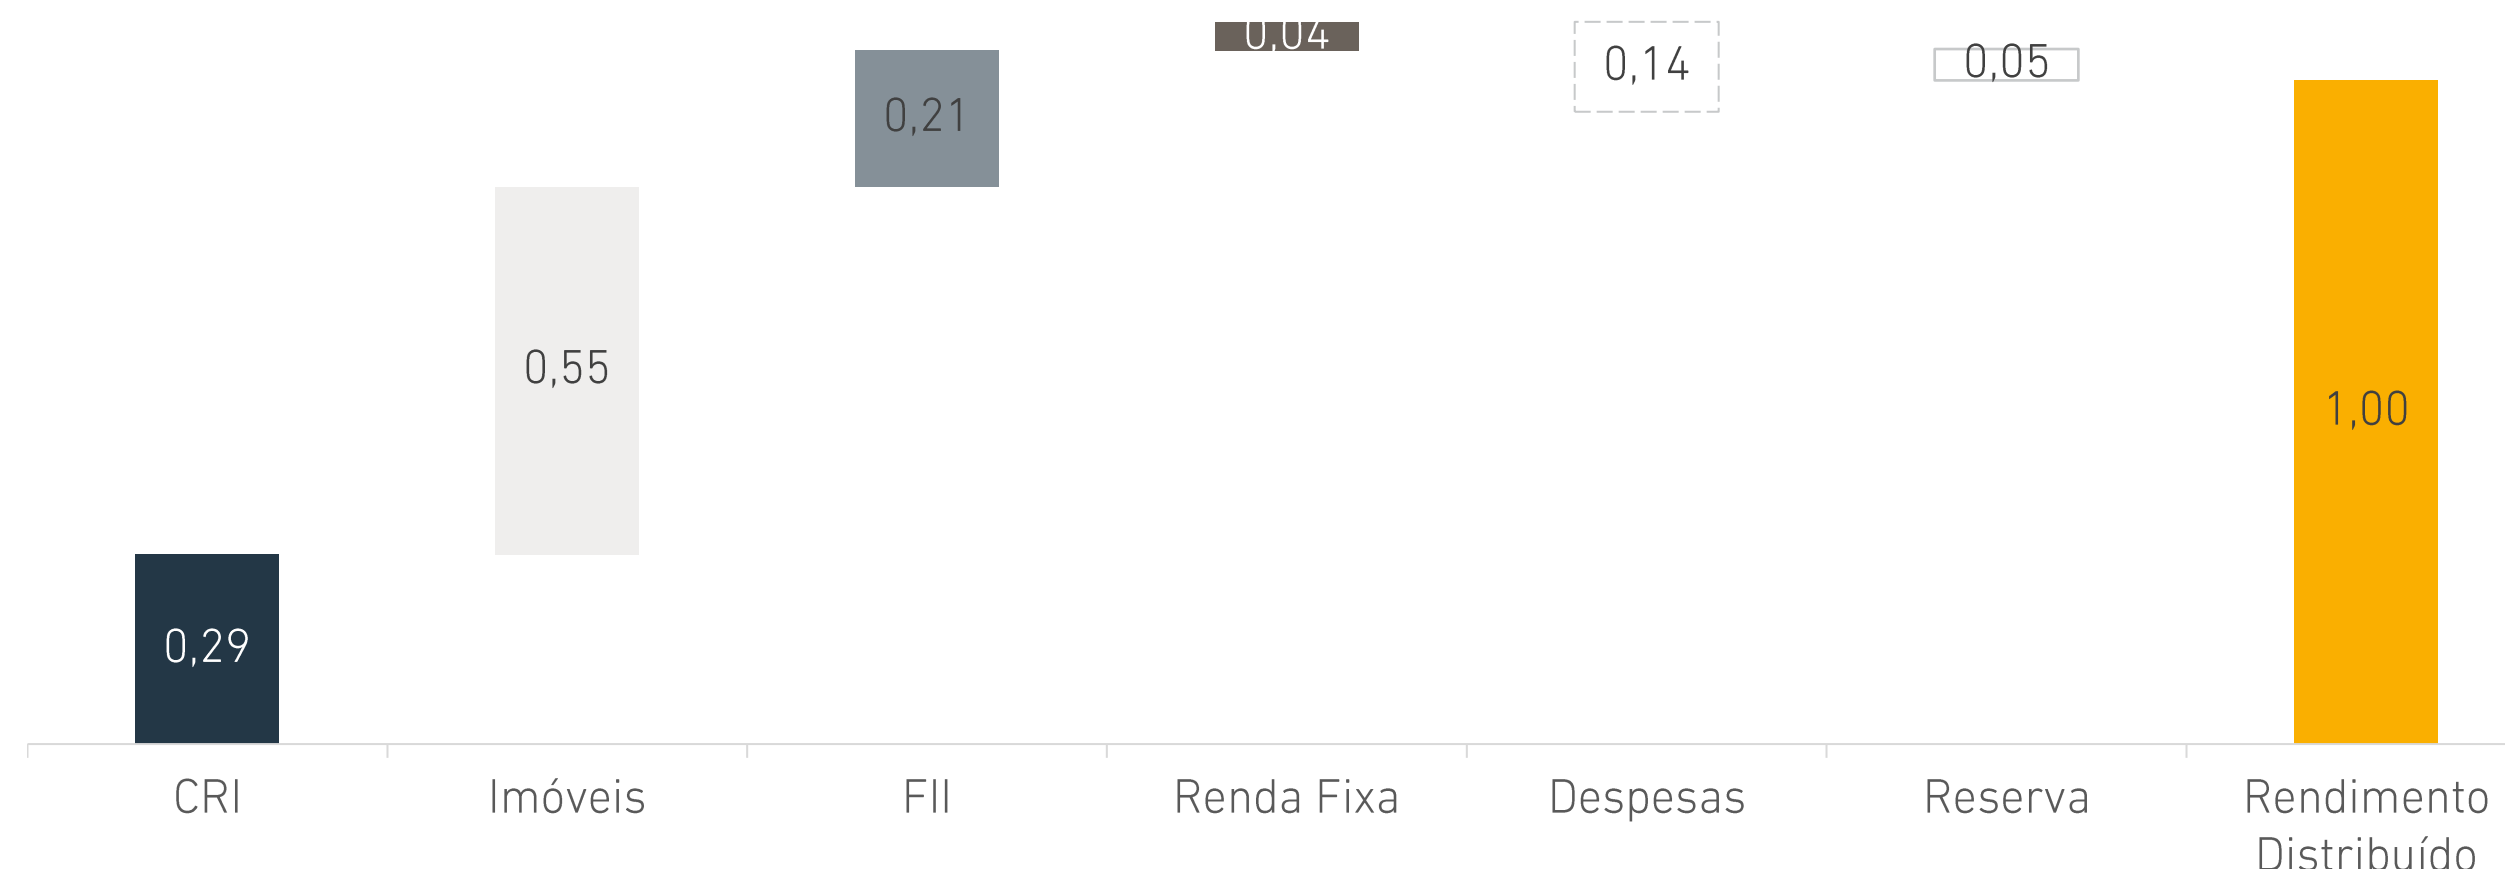 0,04
0,14
0,05
0,21
0,55
1,00
0,29
CRI
Imóveis
FII
Renda Fixa
Despesas
Reserva
Rendimento
Distribuído